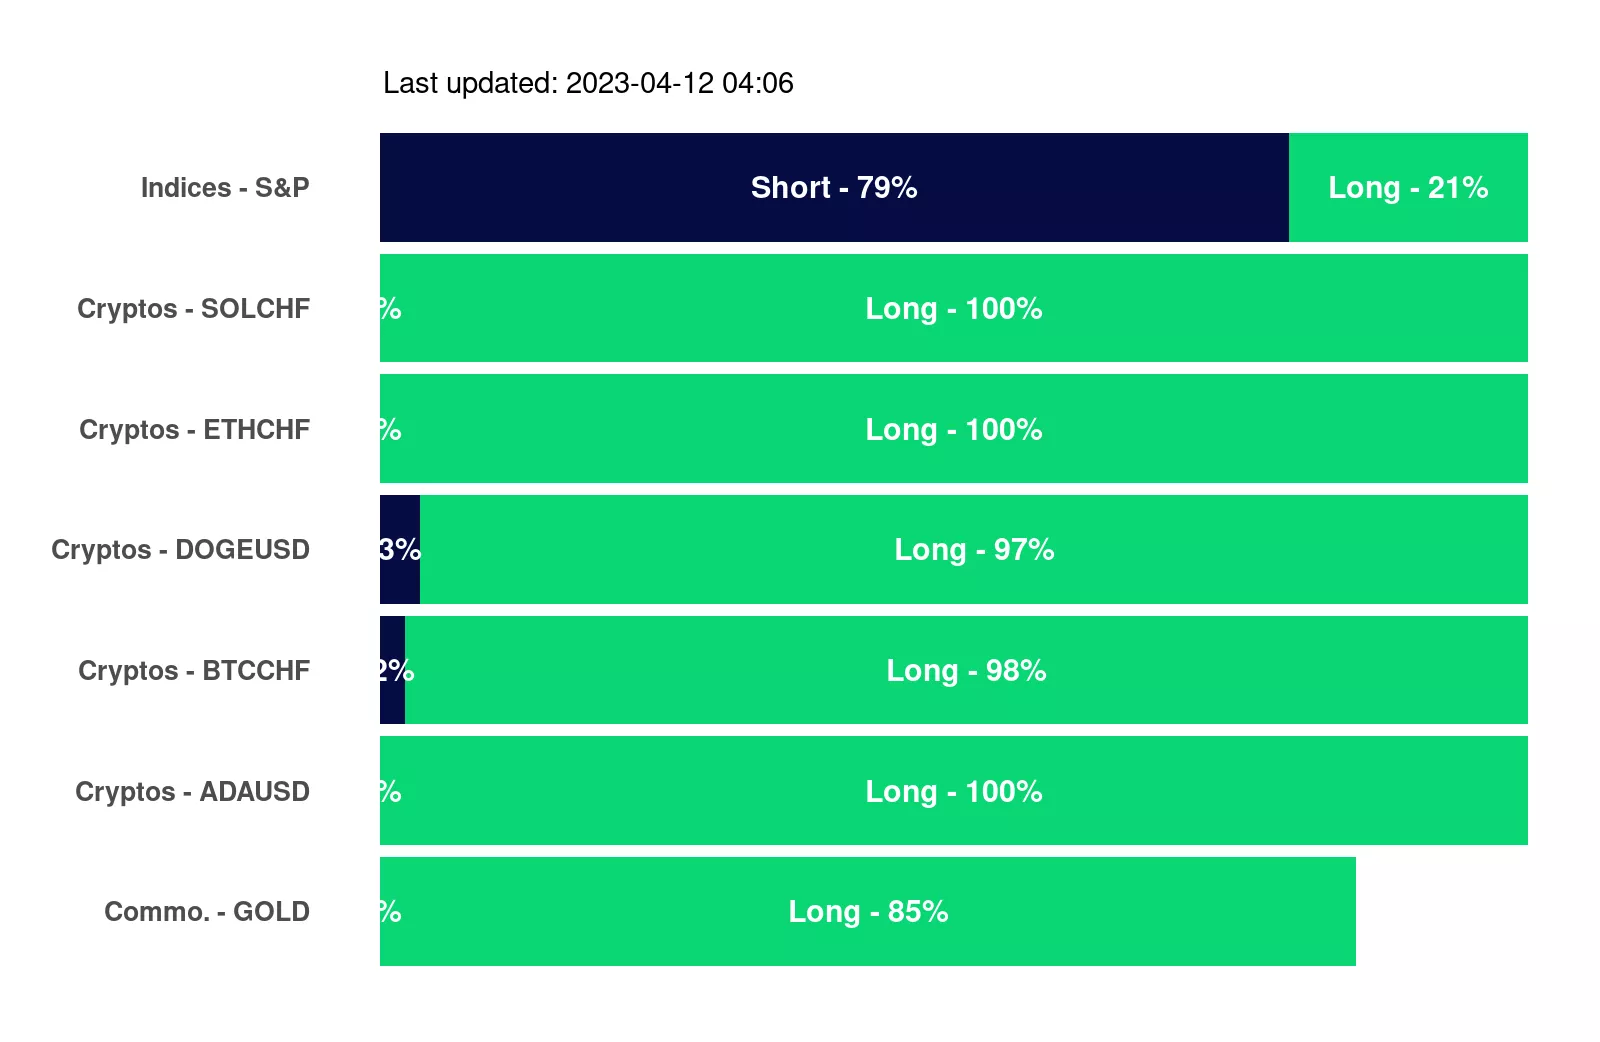 Last updated: 2023-04-12 04:06
Indices - S&P Short - 79% Long - 21%
Cryptos - SOLCHF % Long - 100%
Cryptos - ETHCHF % Long - 100%
Cryptos - DOGEUSD 3% Long - 97%
Cryptos - BTCCHF 2% Long - 98%
Cryptos - ADAUSD % Long - 100%
Commo. - GOLD % Long - 85%